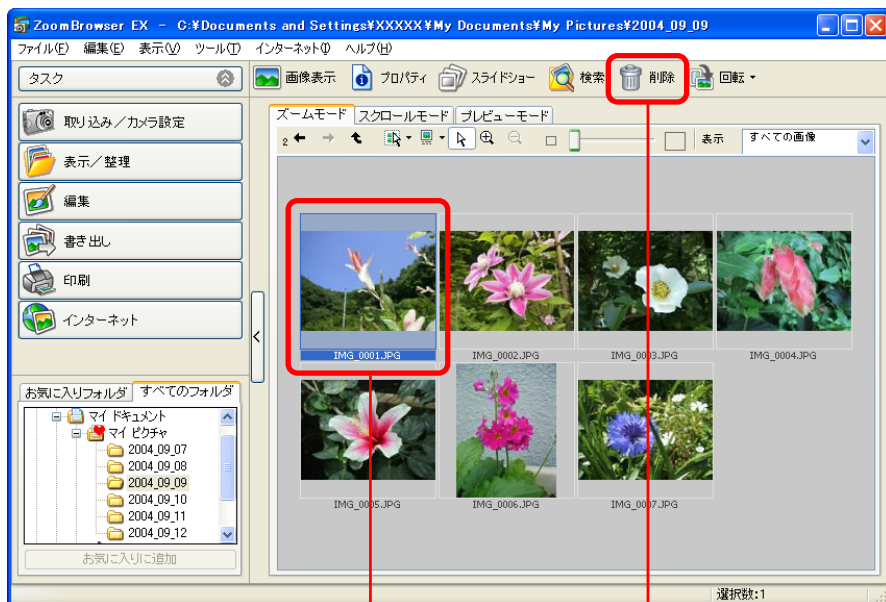 ZoomBrowser EX - C:¥Documents and Settings¥XXXXX¥My Documents¥My Pictures¥2004_09_09
ファイル(F) 編集(E) 表示(V) ツール(T) インターネット(I) ヘルプ(H)
タスク
画像表示 プロパティ スライドショー 検索 削除 回転
取り込み／カメラ設定
表示／整理
編集
書き出し
印刷
インターネット
ズームモード スクロールモード プレビューモード
2 表示 すべての画像
IMG_0001.JPG IMG_0002.JPG IMG_0003.JPG IMG_0004.JPG
IMG_0005.JPG IMG_0006.JPG IMG_0007.JPG
お気に入りフォルダ すべてのフォルダ
マイ ドキュメント
マイ ピクチャ
2004_09_07
2004_09_08
2004_09_09
2004_09_10
2004_09_11
2004_09_12
お気に入りに追加
選択数:1